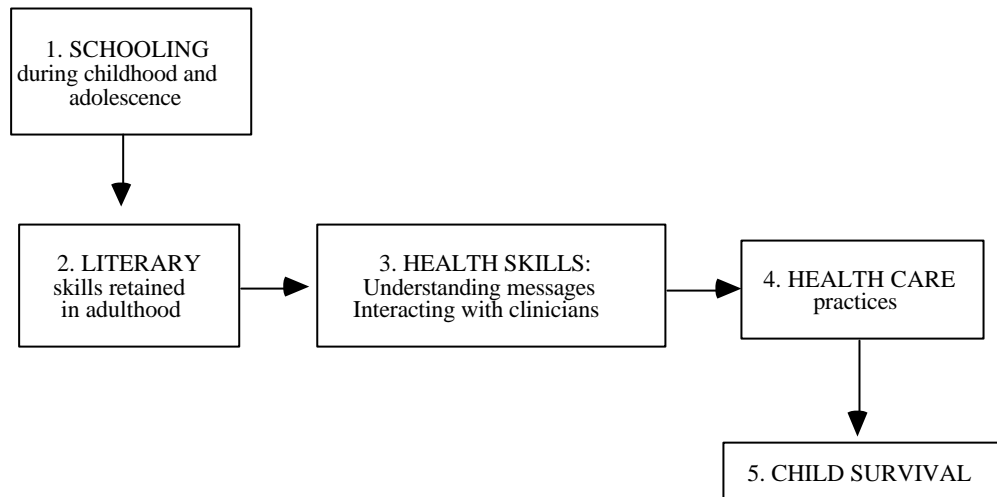 1. SCHOOLING
during childhood and
adolescence
2. LITERARY
skills retained
in adulthood
3. HEALTH SKILLS:
Understanding messages
Interacting with clinicians
4. HEALTH CARE
practices
5. CHILD SURVIVAL